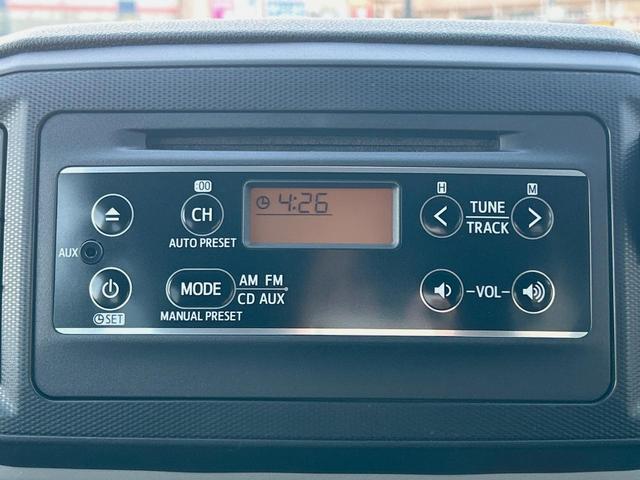 :00
CH
AUTO PRESET
4:26
H
M
TUNE
TRACK
AUX
SET
MODE
AM FM
CD AUX
MANUAL PRESET
-VOL-